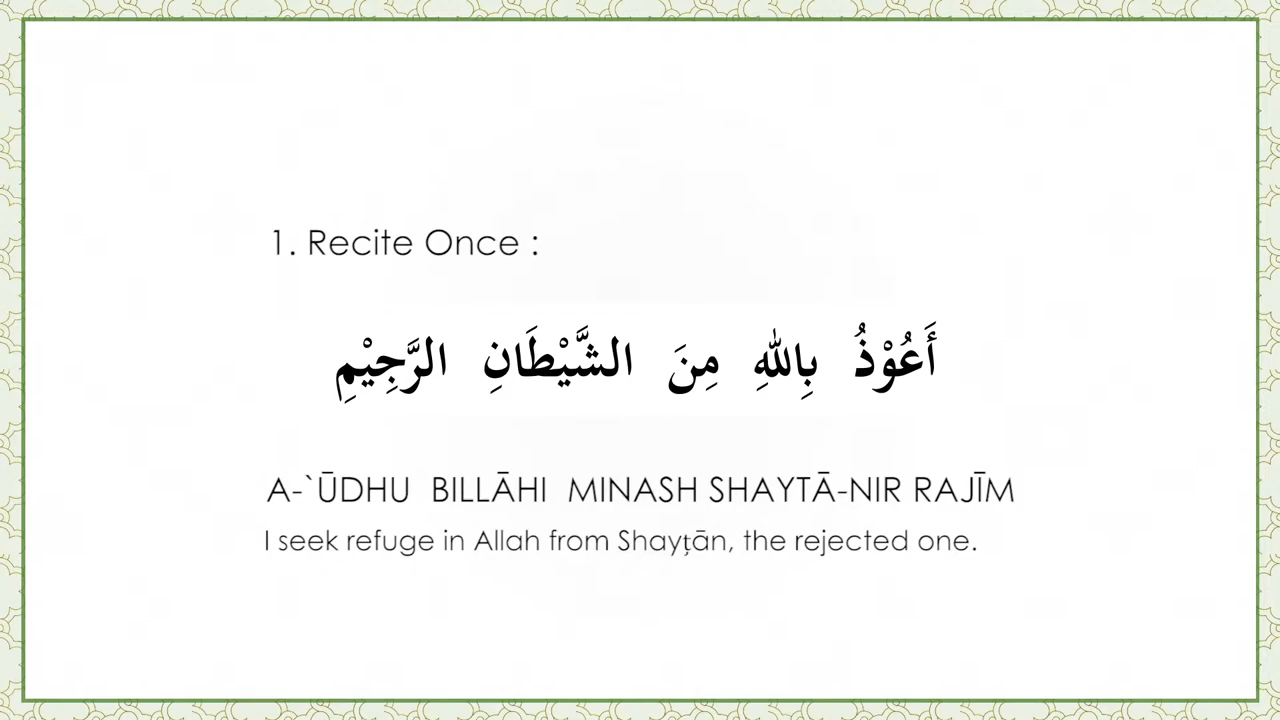 1. Recite Once :
أَعُوْذُ بِاللهِ مِنَ الشَّيْطَانِ الرَّجِيْمِ
A-`ŪDHU BILLĀHI MINASH SHAYTĀ-NIR RAJĪM
I seek refuge in Allah from Shayţān, the rejected one.